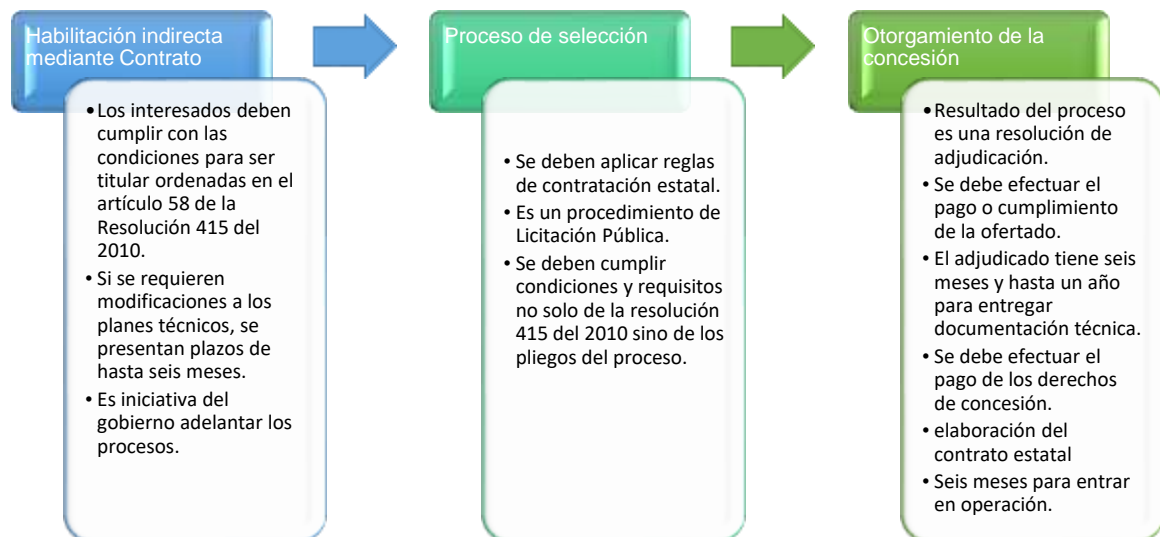 Habilitación indirecta
mediante Contrato
•Los interesados deben
cumplir con las
condiciones para ser
titular ordenadas en el
artículo 58 de la
Resolución 415 del
2010.
• Si se requieren
modificaciones a los
planes técnicos, se
presentan plazos de
hasta seis meses.
• Es iniciativa del
gobierno adelantar los
procesos.
Proceso de selección
• Se deben aplicar reglas
de contratación estatal.
• Es un procedimiento de
Licitación Pública.
• Se deben cumplir
condiciones y requisitos
no solo de la resolución
415 del 2010 sino de los
pliegos del proceso.
Otorgamiento de la
concesión
•Resultado del proceso
es una resolución de
adjudicación.
• Se debe efectuar el
pago o cumplimiento
de la ofertado.
• El adjudicado tiene seis
meses y hasta un año
para entregar
documentación técnica.
• Se debe efectuar el
pago de los derechos
de concesión.
• elaboración del
contrato estatal
• Seis meses para entrar
en operación.